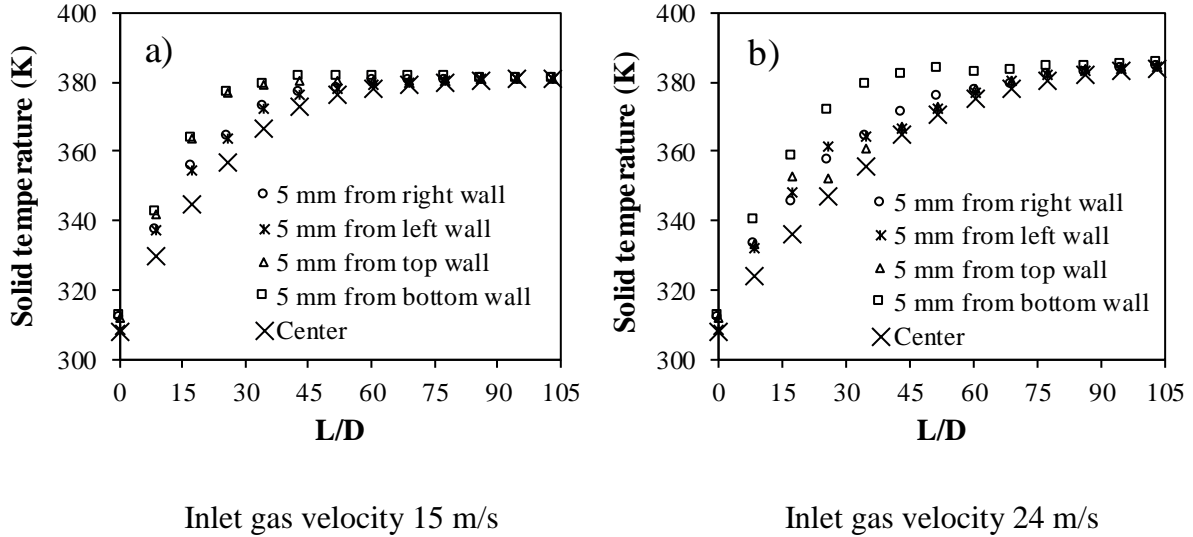 a)
Solid temperature (K)
400
380
360
340
320
300
5 mm from right wall
5 mm from left wall
5 mm from top wall
5 mm from bottom wall
Center
0 15 30 45 60 75 90 105
L/D
Inlet gas velocity 15 m/s
b)
Solid temperature (K)
400
380
360
340
320
300
5 mm from right wall
5 mm from left wall
5 mm from top wall
5 mm from bottom wall
Center
0 15 30 45 60 75 90 105
L/D
Inlet gas velocity 24 m/s